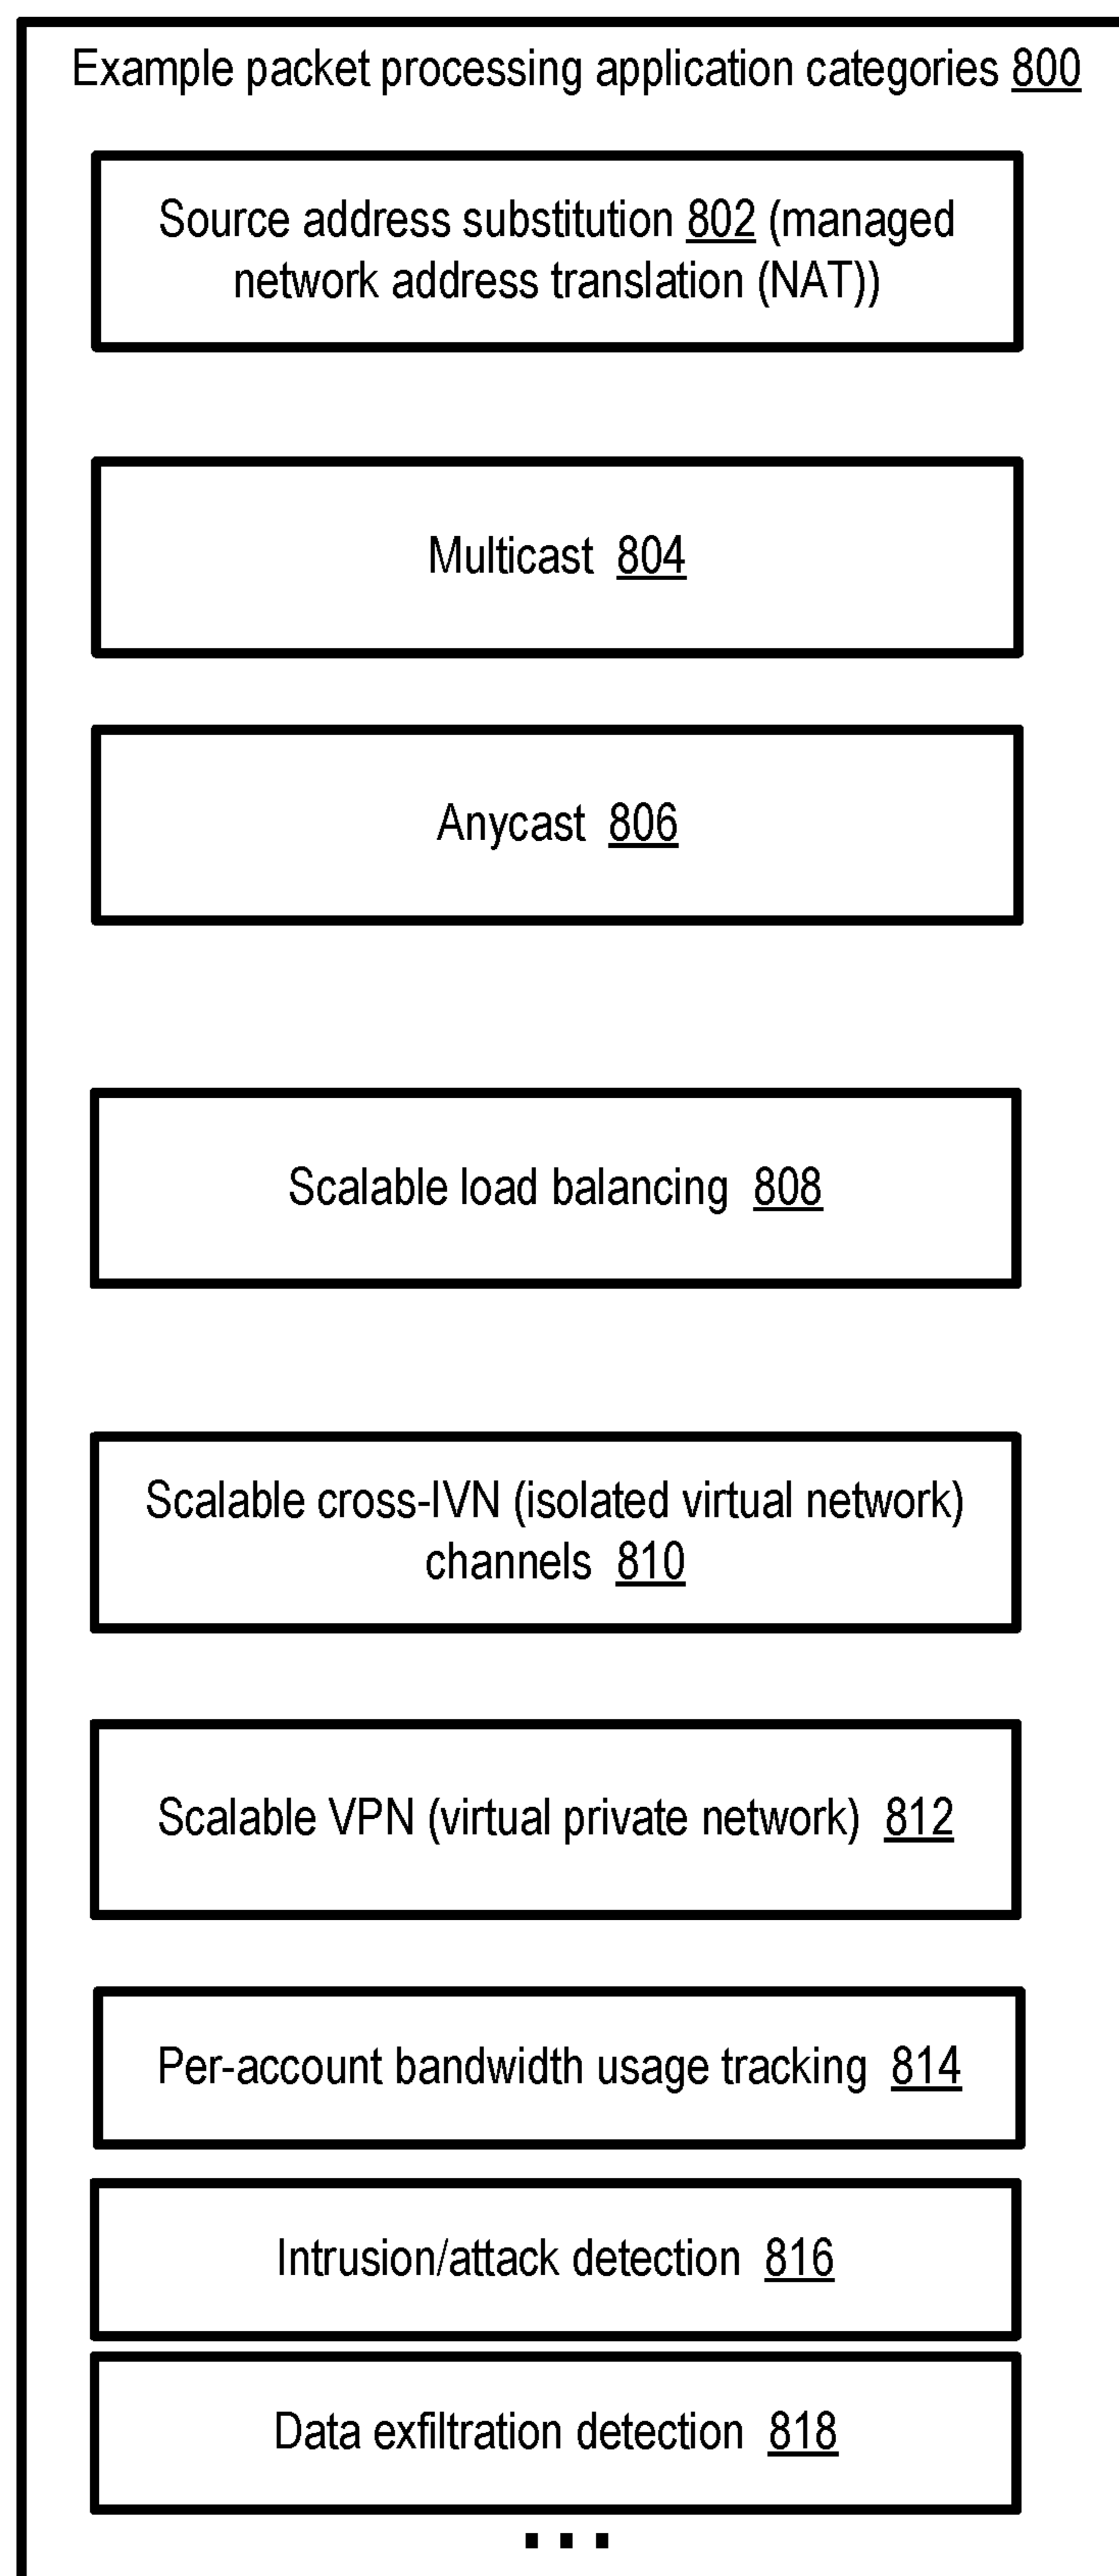 Example packet processing application categories 800
Source address substitution 802 (managed
network address translation (NAT))
Multicast 804
Anycast 806
Scalable load balancing 808
Scalable cross-IVN (isolated virtual network)
channels 810
Scalable VPN (virtual private network) 812
Per-account bandwidth usage tracking 814
Intrusion/attack detection 816
Data exfiltration detection 818
...